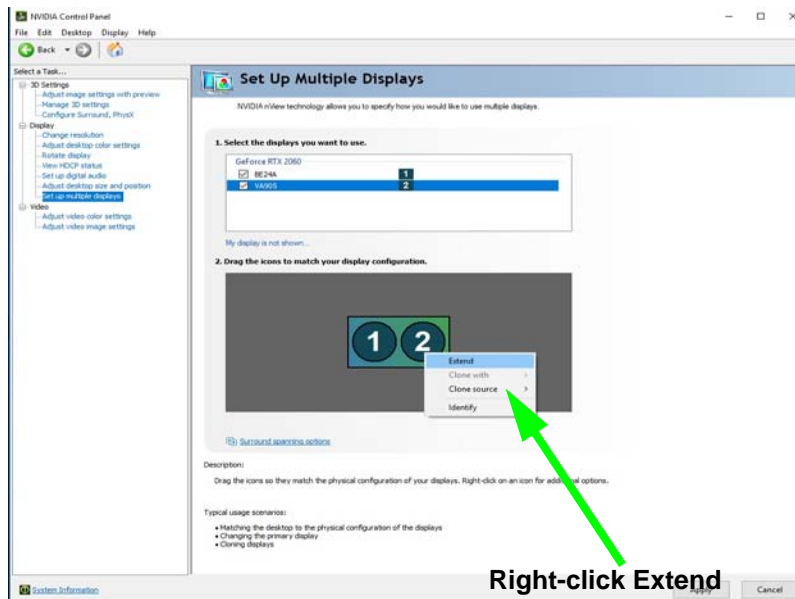 NVIDIA Control Panel
File Edit Desktop Display Help
Back
Select a Task...
3D Settings
Adjust image settings with preview
Manage 3D settings
Configure Surround, PhysX
Display
Change resolution
Adjust desktop color settings
Rotate display
View HDCP status
Set up digital audio
Adjust desktop size and position
Set up multiple displays
Video
Adjust video color settings
Adjust video image settings
Set Up Multiple Displays
NVIDIA nView technology allows you to specify how you would like to use multiple displays.
1. Select the displays you want to use.
GeForce RTX 2060
BE24A 1
VA90S 2
My display is not shown...
2. Drag the icons to match your display configuration.
1 2
Extend
Clone with
Clone source
Identify
Surround spanning options
Description:
Drag the icons so they match the physical configuration of your displays. Right-click on an icon for additional options.
Typical usage scenarios:
• Matching the desktop to the physical configuration of the displays
• Changing the primary display
• Cloning displays
Right-click Extend
System Information
Apply Cancel